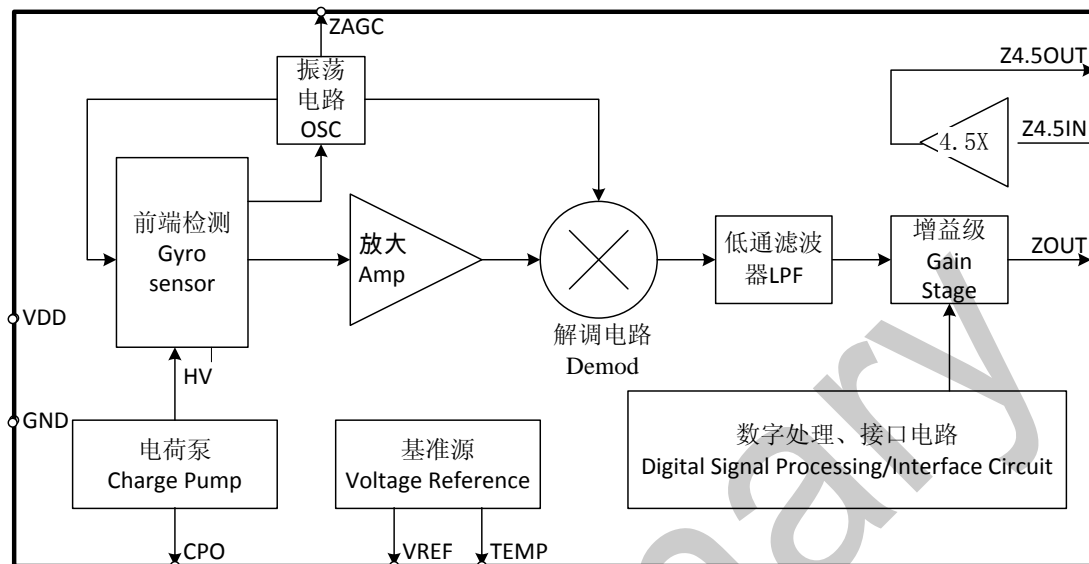 ZAGC
振荡
电路
OSC
Z4.5OUT
4.5X
Z4.5IN
前端检测
Gyro
sensor
放大
Amp
低通滤波
器LPF
增益级
Gain
Stage
ZOUT
解调电路
Demod
VDD
HV
GND
电荷泵
Charge Pump
基准源
Voltage Reference
数字处理、接口电路
Digital Signal Processing/Interface Circuit
CPO
VREF
TEMP